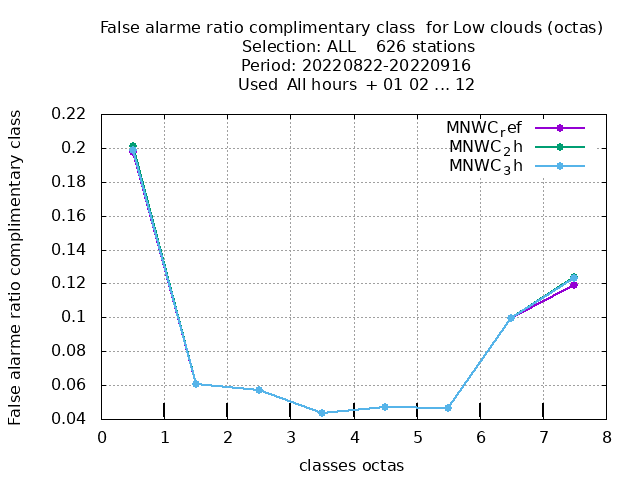 False alarme ratio complimentary class  for Low clouds (octas)
Selection: ALL    626 stations
Period: 20220822-20220916
Used  All hours  + 01 02 ... 12
False alarme ratio complimentary class
0.22
0.2
0.18
0.16
0.14
0.12
0.1
0.08
0.06
0.04
MNWCref
MNWC2h
MNWC3h
0 1 2 3 4 5 6 7 8
classes octas